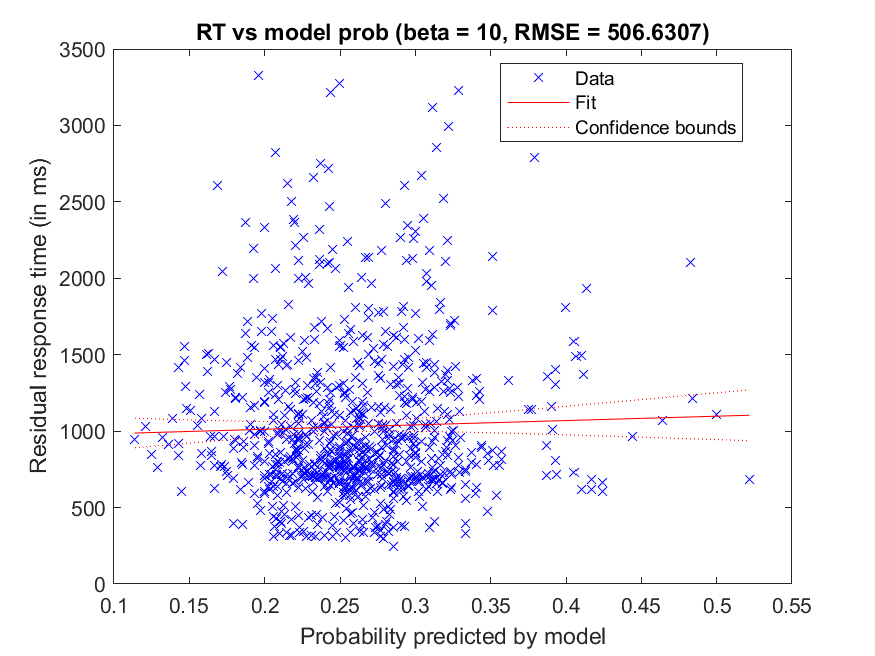 RT vs model prob (beta = 10, RMSE = 506.6307)
Data
Fit
Confidence bounds
Residual response time (in ms)
3500
3000
2500
2000
1500
1000
500
0
0.1 0.15 0.2 0.25 0.3 0.35 0.4 0.45 0.5 0.55
Probability predicted by model